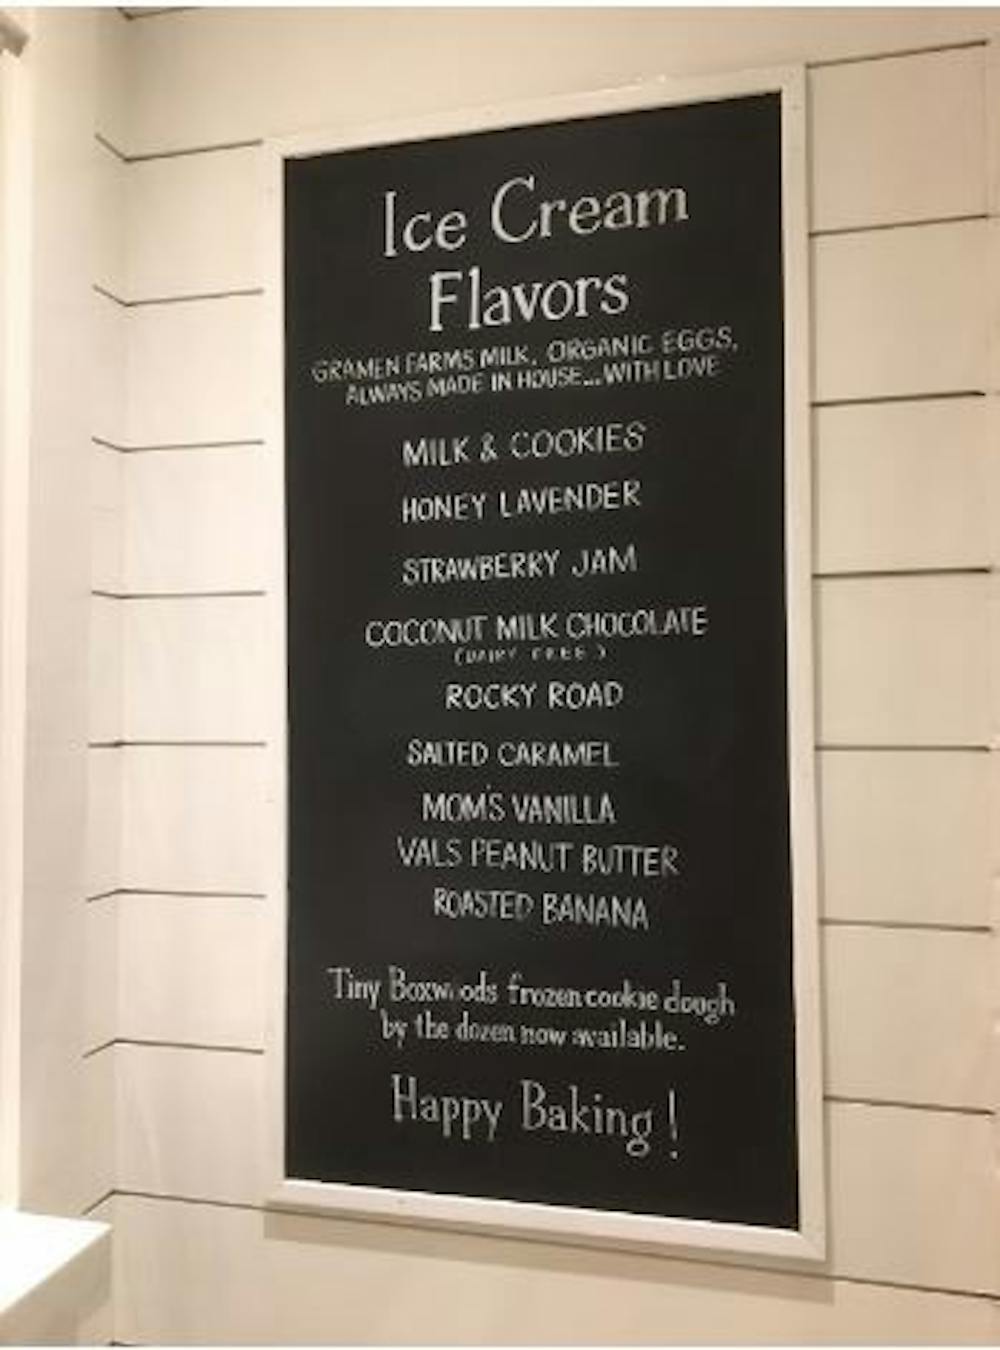 Ice Cream
Flavors
GRAMEN FARMS MILK, ORGANIC EGGS,
ALWAYS MADE IN HOUSE...WITH LOVE
MILK & COOKIES
HONEY LAVENDER
STRAWBERRY JAM
COCONUT MILK CHOCOLATE
(DAIRY FREE)
ROCKY ROAD
SALTED CARAMEL
MOM'S VANILLA
VALS PEANUT BUTTER
ROASTED BANANA
Tiny Boxwoods frozen cookie dough
by the dozen now available.
Happy Baking!